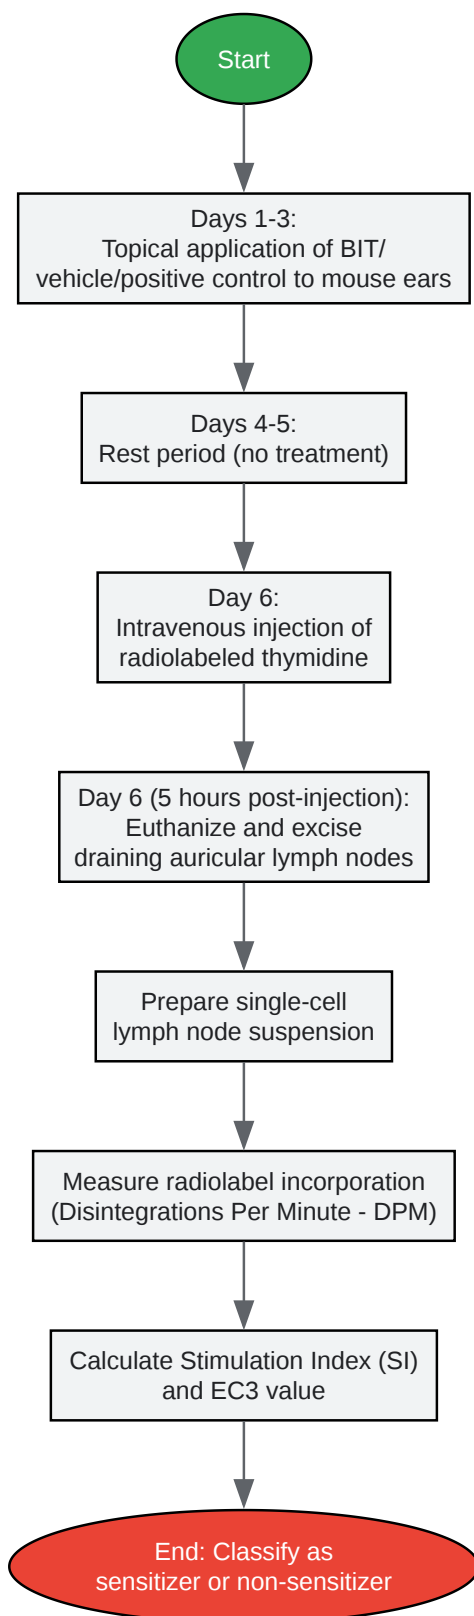 Start
Days 1-3:
Topical application of BIT/
vehicle/positive control to mouse ears
Days 4-5:
Rest period (no treatment)
Day 6:
Intravenous injection of
radiolabeled thymidine
Day 6 (5 hours post-injection):
Euthanize and excise
draining auricular lymph nodes
Prepare single-cell
lymph node suspension
Measure radiolabel incorporation
(Disintegrations Per Minute - DPM)
Calculate Stimulation Index (SI)
and EC3 value
End: Classify as
sensitizer or non-sensitizer